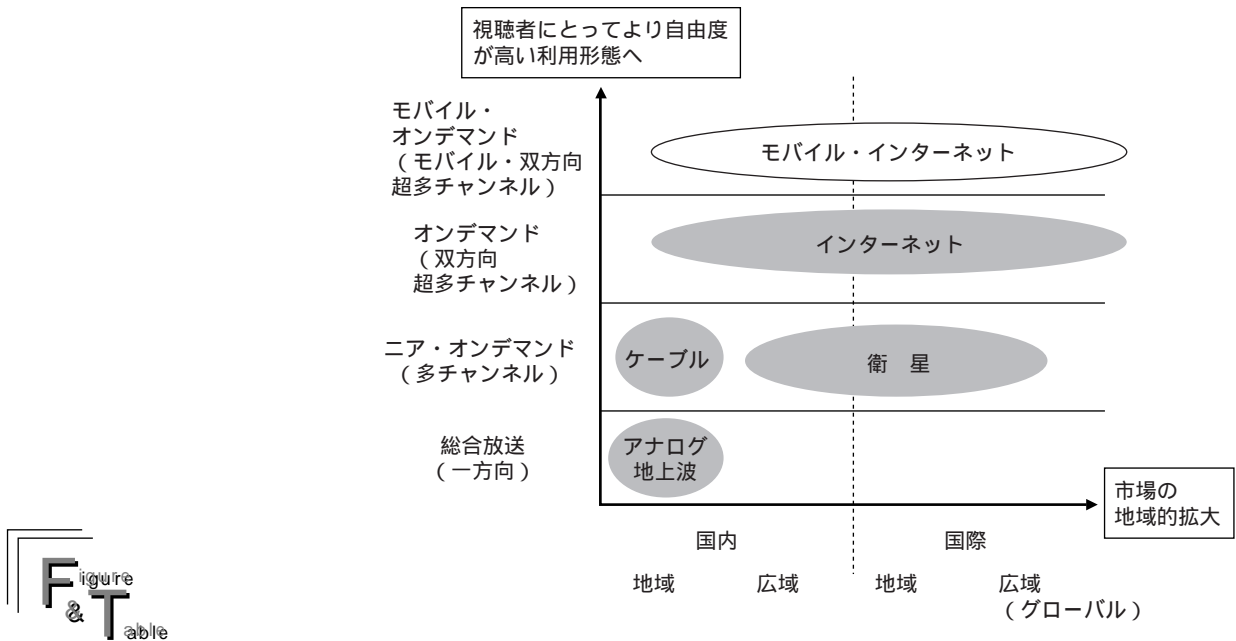 視聴者にとってより自由度
が高い利用形態へ
モバイル・
オンデマンド
（モバイル・双方向
超多チャンネル）
モバイル・インターネット
オンデマンド
（双方向
超多チャンネル）
インターネット
ニア・オンデマンド
（多チャンネル）
ケーブル
衛　星
総合放送
（一方向）
アナログ
地上波
市場の
地域的拡大
国内
国際
地域
広域
地域
広域
（グローバル）
Figure
& Table